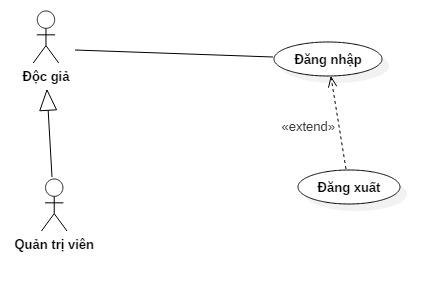 Độc giả
Đăng nhập
«extend»
Đăng xuất
Quản trị viên